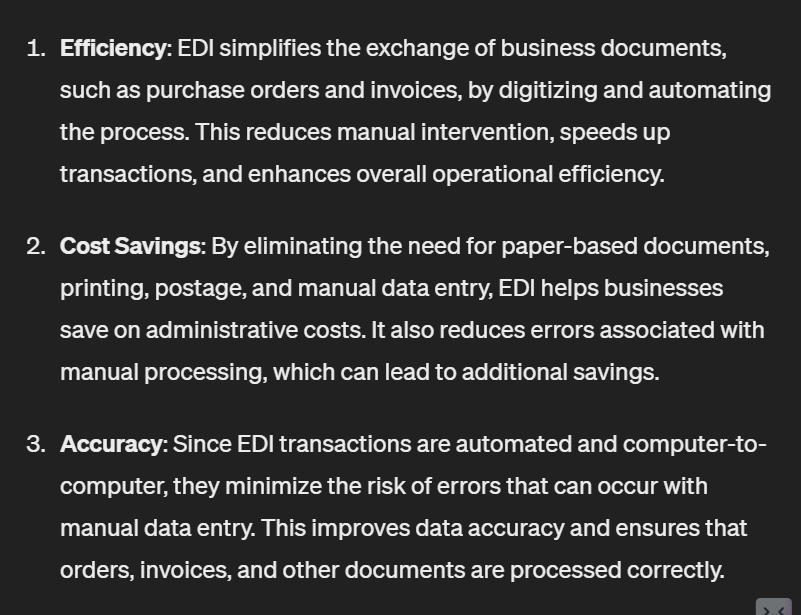 1. Efficiency: EDI simplifies the exchange of business documents,
such as purchase orders and invoices, by digitizing and automating
the process. This reduces manual intervention, speeds up
transactions, and enhances overall operational efficiency.
2. Cost Savings: By eliminating the need for paper-based documents,
printing, postage, and manual data entry, EDI helps businesses
save on administrative costs. It also reduces errors associated with
manual processing, which can lead to additional savings.
3. Accuracy: Since EDI transactions are automated and computer-to-
computer, they minimize the risk of errors that can occur with
manual data entry. This improves data accuracy and ensures that
orders, invoices, and other documents are processed correctly.